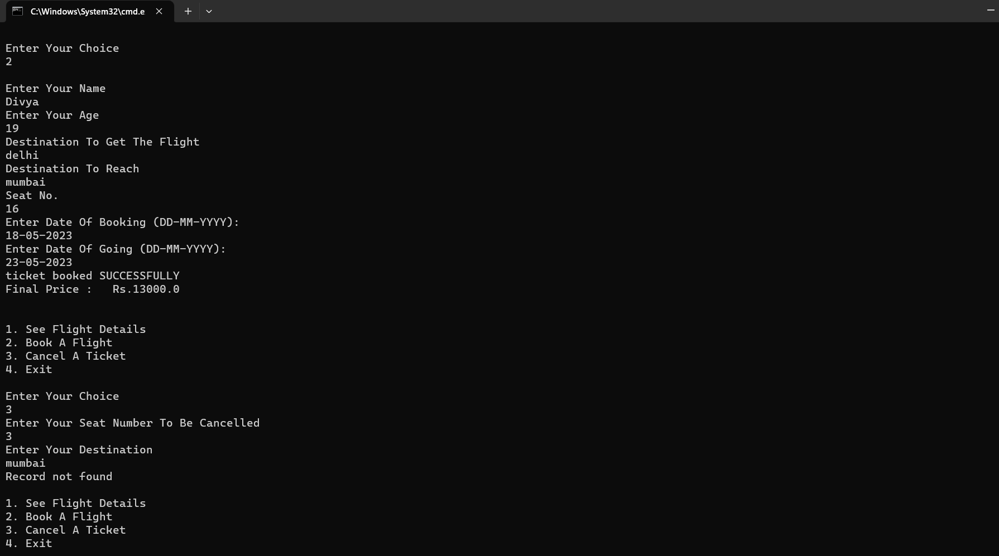 C:\Windows\System32\cmd.e
Enter Your Choice
2
Enter Your Name
Divya
Enter Your Age
19
Destination To Get The Flight
delhi
Destination To Reach
mumbai
Seat No.
16
Enter Date Of Booking (DD-MM-YYYY):
18-05-2023
Enter Date Of Going (DD-MM-YYYY):
23-05-2023
ticket booked SUCCESSFULLY
Final Price :   Rs.13000.0
1. See Flight Details
2. Book A Flight
3. Cancel A Ticket
4. Exit
Enter Your Choice
3
Enter Your Seat Number To Be Cancelled
3
Enter Your Destination
mumbai
Record not found
1. See Flight Details
2. Book A Flight
3. Cancel A Ticket
4. Exit